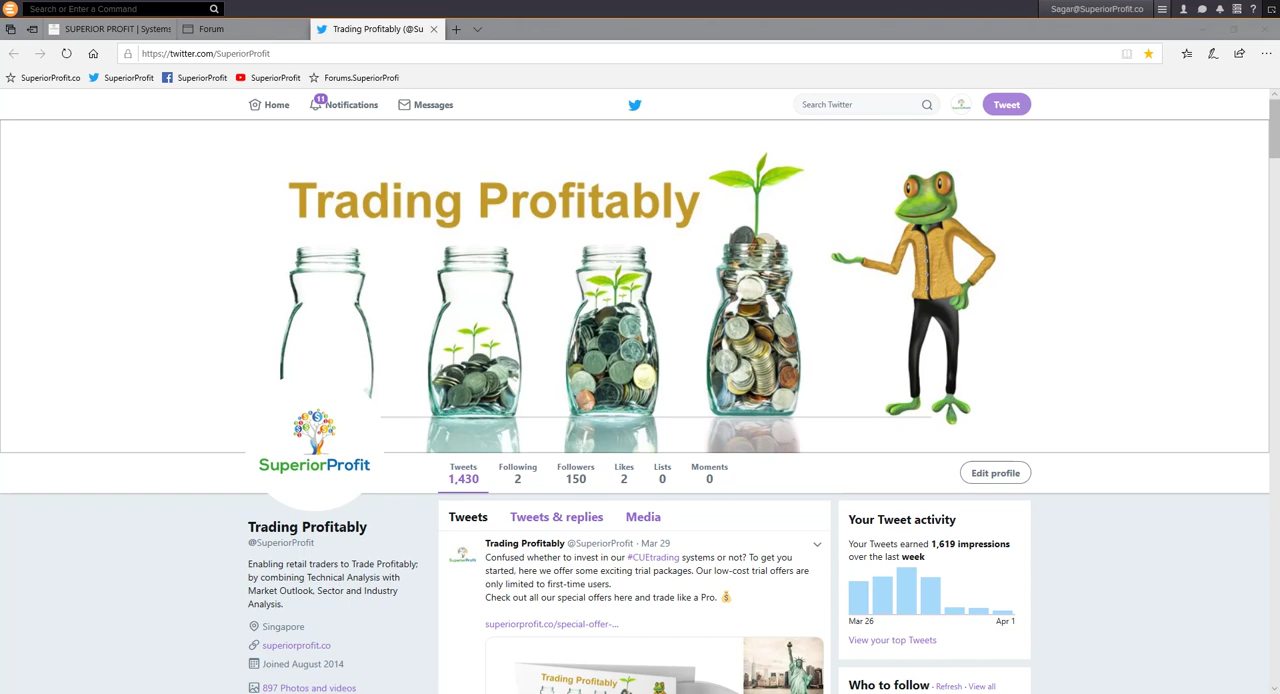 Search or Enter a Command
Sagar@SuperiorProfit.co
SUPERIOR PROFIT | Systems
Forum
Trading Profitably (@Su
https://twitter.com/SuperiorProfit
SuperiorProfit.co
SuperiorProfit
SuperiorProfit
SuperiorProfit
Forums.SuperiorProfi
Home
11
Notifications
Messages
Search Twitter
Tweet
Trading Profitably
SuperiorProfit
Tweets
Following
Followers
Likes
Lists
Moments
1,430
2
150
2
0
0
Edit profile
Trading Profitably
@SuperiorProfit
Enabling retail traders to Trade Profitably:
by combining Technical Analysis with
Market Outlook, Sector and Industry
Analysis.
Singapore
superiorprofit.co
Joined August 2014
897 Photos and videos
Tweets
Tweets & replies
Media
Trading Profitably @SuperiorProfit · Mar 29
Confused whether to invest in our #CUEtrading systems or not? To get you
started, here we offer some exciting trial packages. Our low-cost trial offers are
only limited to first-time users.
Check out all our special offers here and trade like a Pro. 💰
superiorprofit.co/special-offer-...
Trading Profitably
Your Tweet activity
Your Tweets earned 1,619 impressions
over the last week
Mar 26
Apr 1
View your top Tweets
Who to follow · Refresh · View all